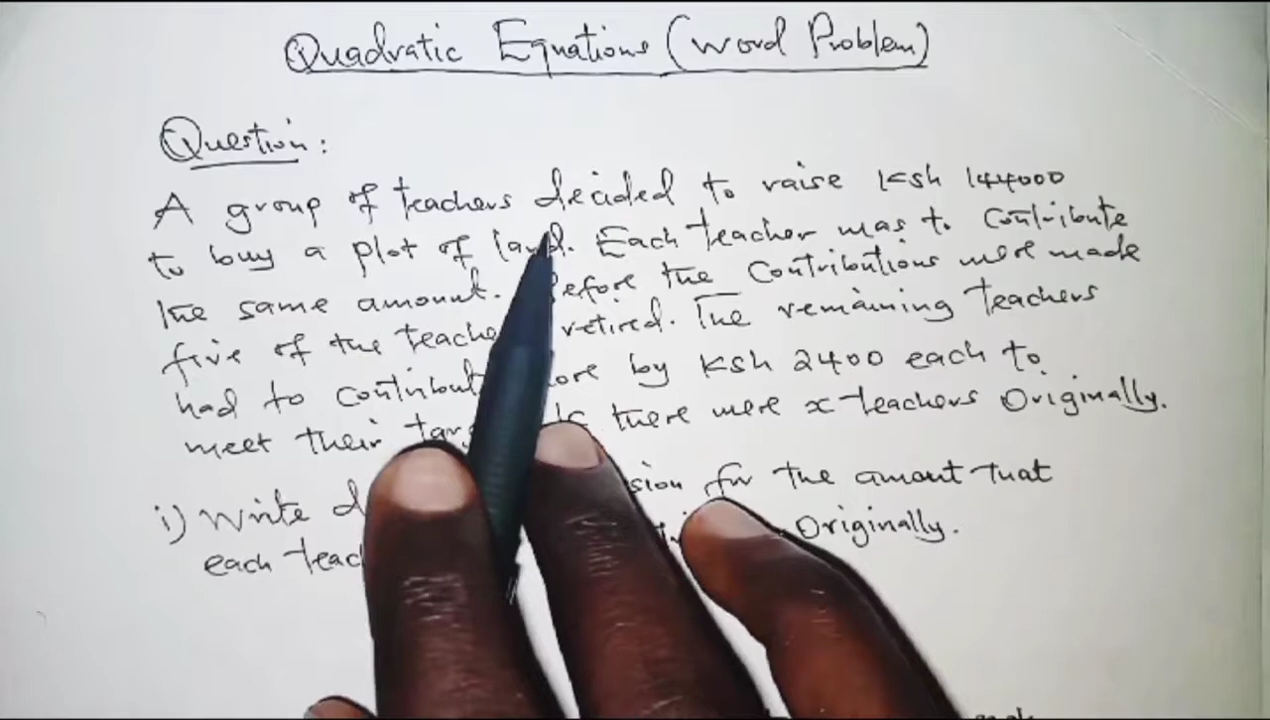 Quadratic Equations (Word Problem)
Question:
A group of teachers decided to raise Ksh 144000
to buy a plot of land. Each teacher was to contribute
the same amount. Before the Contributions were made
five of the teachers retired. The remaining teachers
had to contribute more by Ksh 2400 each to
meet their there were x-teachers Originally.
i) Write for the amount that
each Originally.